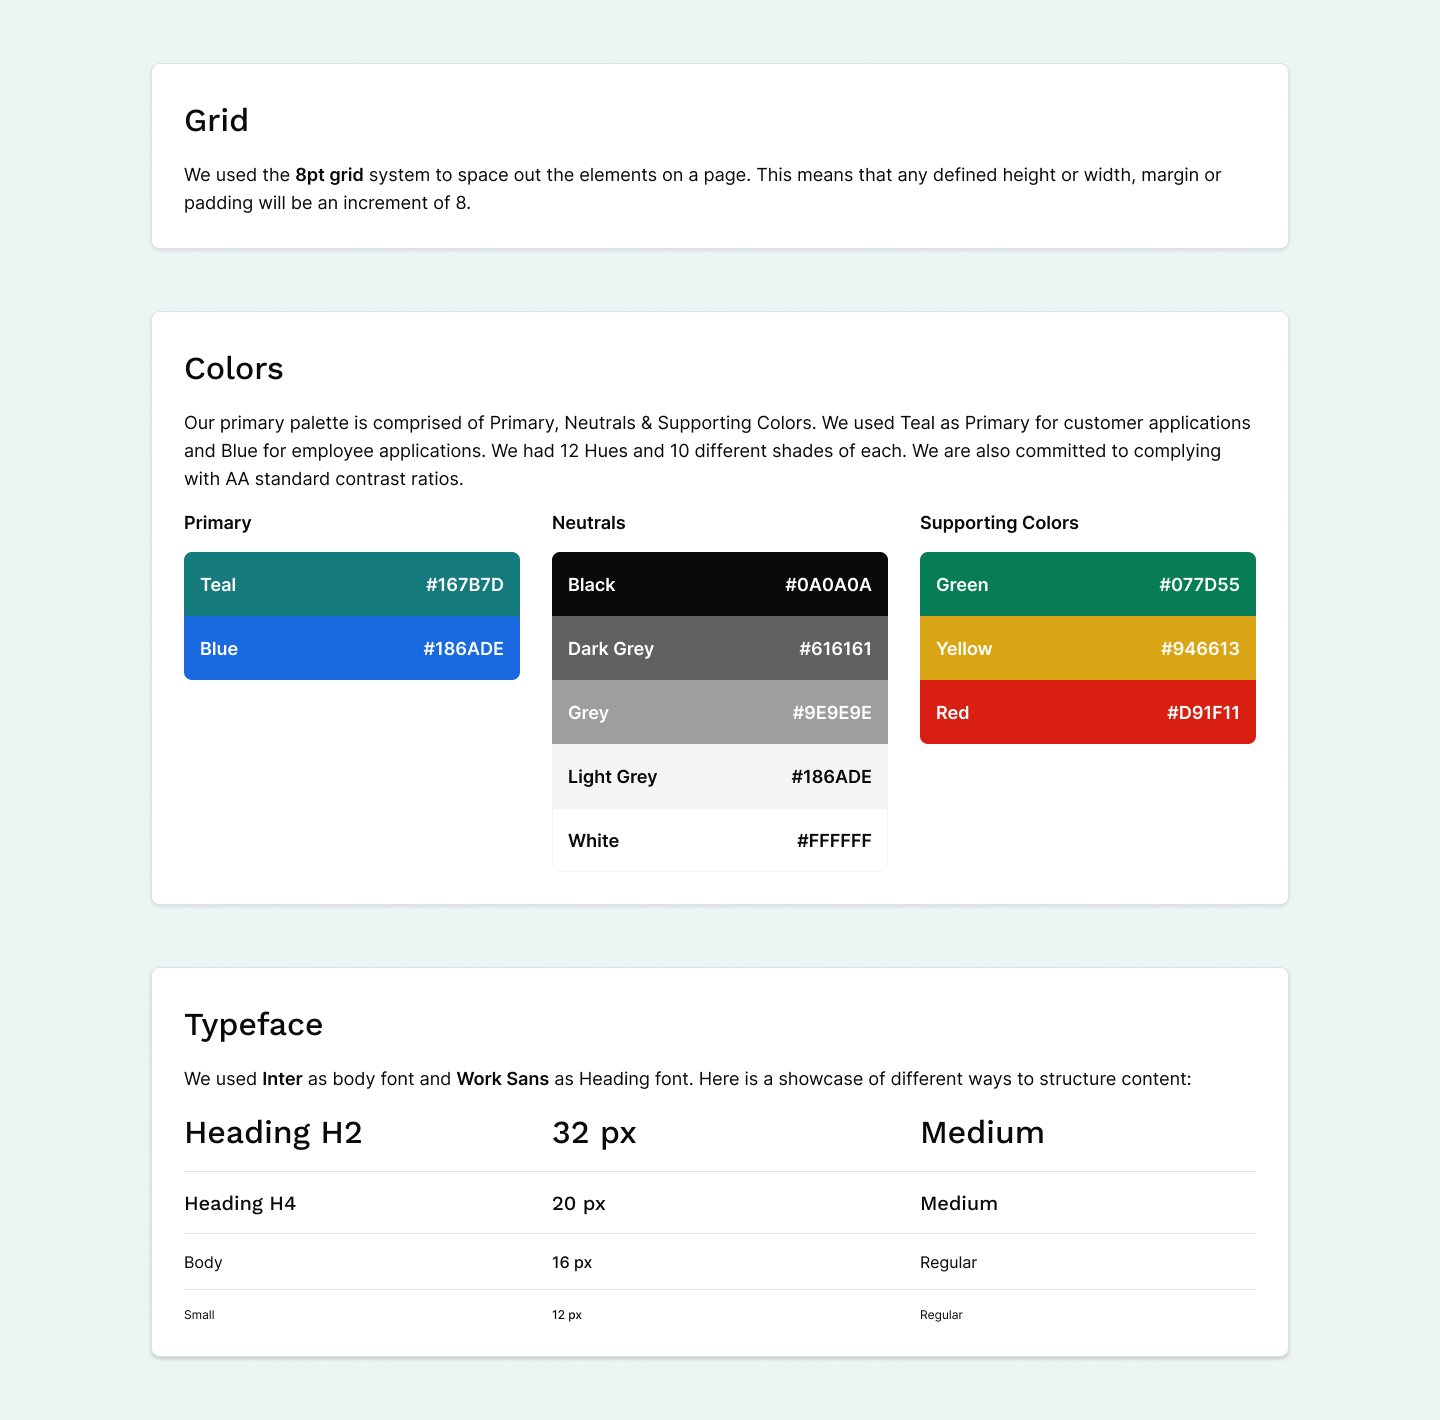 Grid
We used the 8pt grid system to space out the elements on a page. This means that any defined height or width, margin or
padding will be an increment of 8.
Colors
Our primary palette is comprised of Primary, Neutrals & Supporting Colors. We used Teal as Primary for customer applications
and Blue for employee applications. We had 12 Hues and 10 different shades of each. We are also committed to complying
with AA standard contrast ratios.
Primary
Teal #167B7D
Blue #186ADE
Neutrals
Black #0A0A0A
Dark Grey #616161
Grey #9E9E9E
Light Grey #186ADE
White #FFFFFF
Supporting Colors
Green #077D55
Yellow #946613
Red #D91F11
Typeface
We used Inter as body font and Work Sans as Heading font. Here is a showcase of different ways to structure content:
Heading H2 32 px Medium
Heading H4 20 px Medium
Body 16 px Regular
Small 12 px Regular